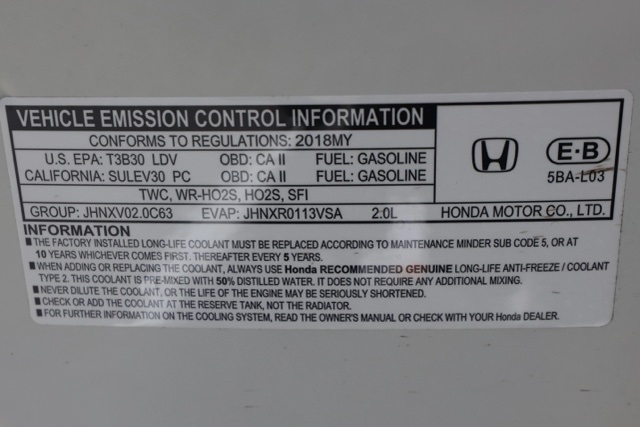 VEHICLE EMISSION CONTROL INFORMATION
CONFORMS TO REGULATIONS: 2018MY
U.S. EPA: T3B30 LDV OBD: CA II FUEL: GASOLINE
CALIFORNIA: SULEV30 PC OBD: CA II FUEL: GASOLINE
TWC, WR-HO2S, HO2S, SFI
GROUP: JHNXV02.0C63 EVAP: JHNXR0113VSA 2.0L
E-B
5BA-L03
HONDA MOTOR CO., LTD.
INFORMATION
■ THE FACTORY INSTALLED LONG-LIFE COOLANT MUST BE REPLACED ACCORDING TO MAINTENANCE MINDER SUB CODE 5, OR AT
10 YEARS WHICHEVER COMES FIRST, THEREAFTER EVERY 5 YEARS.
■ WHEN ADDING OR REPLACING THE COOLANT, ALWAYS USE Honda RECOMMENDED GENUINE LONG-LIFE ANTI-FREEZE / COOLANT
TYPE 2. THIS COOLANT IS PRE-MIXED WITH 50% DISTILLED WATER. IT DOES NOT REQUIRE ANY ADDITIONAL MIXING.
■ NEVER DILUTE THE COOLANT, OR THE LIFE OF THE ENGINE MAY BE SERIOUSLY SHORTENED.
■ CHECK OR ADD THE COOLANT AT THE RESERVE TANK, NOT THE RADIATOR.
■ FOR FURTHER INFORMATION ON THE COOLING SYSTEM, READ THE OWNER'S MANUAL OR CHECK WITH YOUR Honda DEALER.